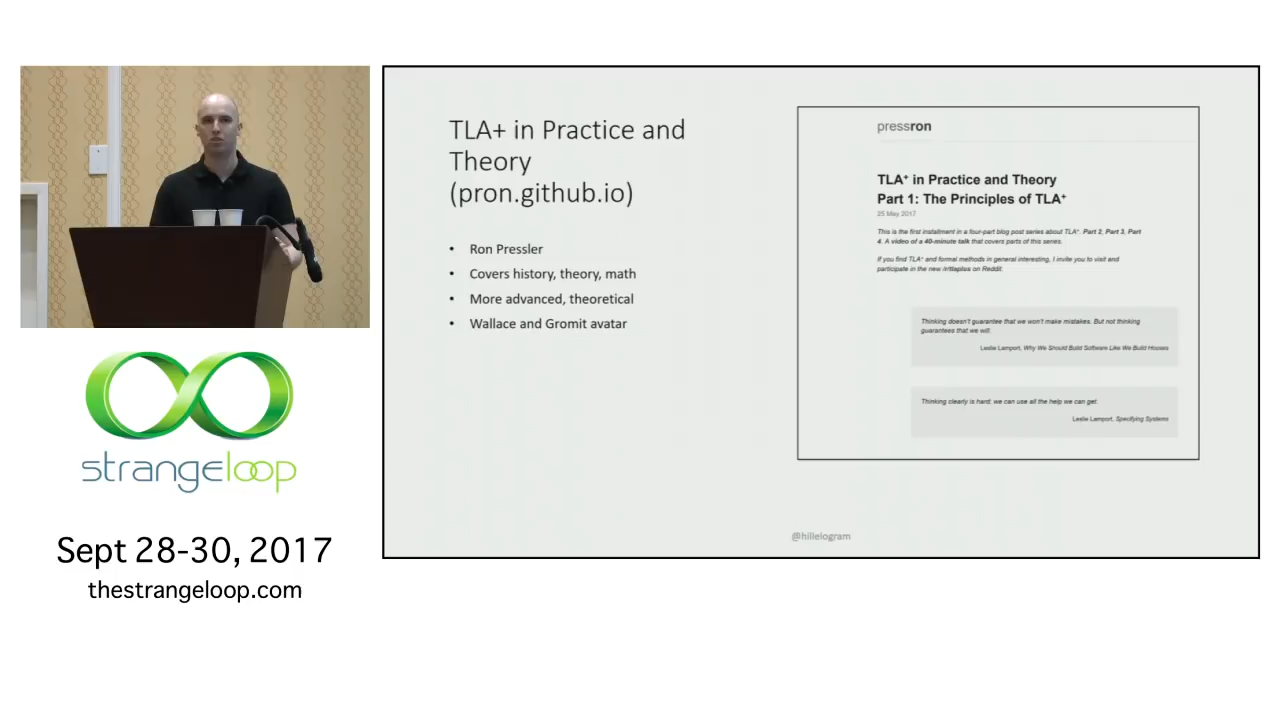 strangeloop
Sept 28-30, 2017
thestrangeloop.com
TLA+ in Practice and
Theory
(pron.github.io)
• Ron Pressler
• Covers history, theory, math
• More advanced, theoretical
• Wallace and Gromit avatar
pressron
TLA+ in Practice and Theory
Part 1: The Principles of TLA+
25 May 2017
This is the first installment in a four-part blog post series about TLA+. Part 2, Part 3, Part
4. A video of a 40-minute talk that covers parts of this series.
If you find TLA+ and formal methods in general interesting, I invite you to visit and
participate in the new /r/tlaplus on Reddit.
Thinking doesn't guarantee that we won't make mistakes. But not thinking
guarantees that we will.
Leslie Lamport, Why We Should Build Software Like We Build Houses
Thinking clearly is hard; we can use all the help we can get.
Leslie Lamport, Specifying Systems
@hillelogram